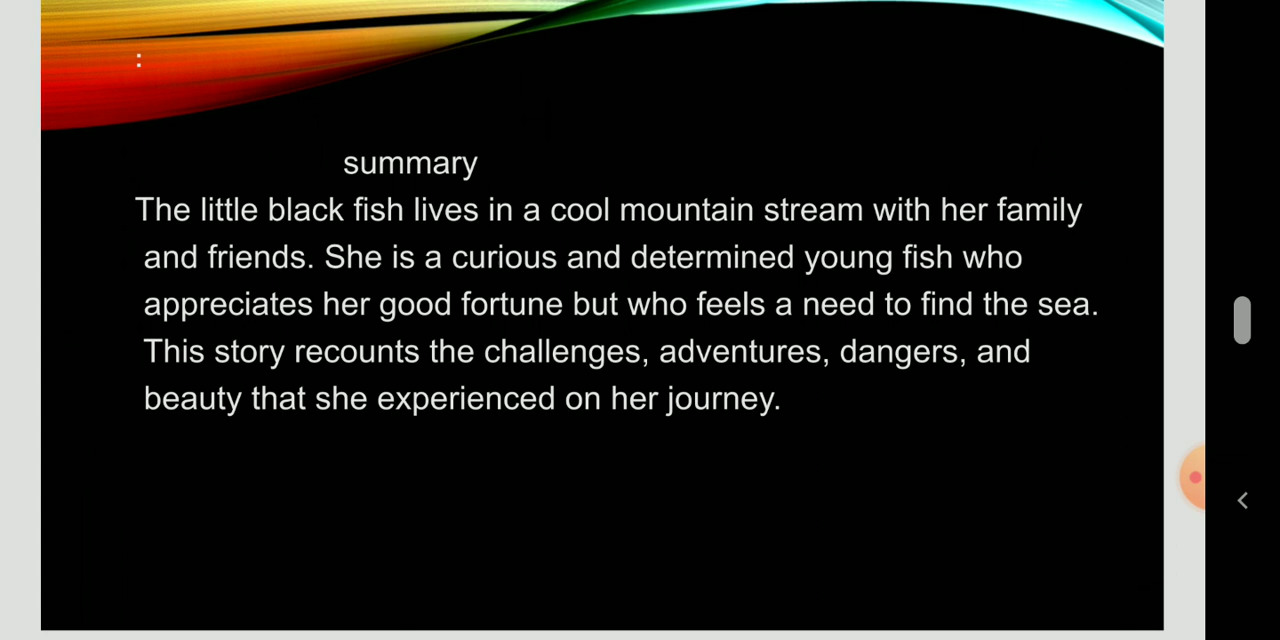 :
summary
The little black fish lives in a cool mountain stream with her family
and friends. She is a curious and determined young fish who
appreciates her good fortune but who feels a need to find the sea.
This story recounts the challenges, adventures, dangers, and
beauty that she experienced on her journey.